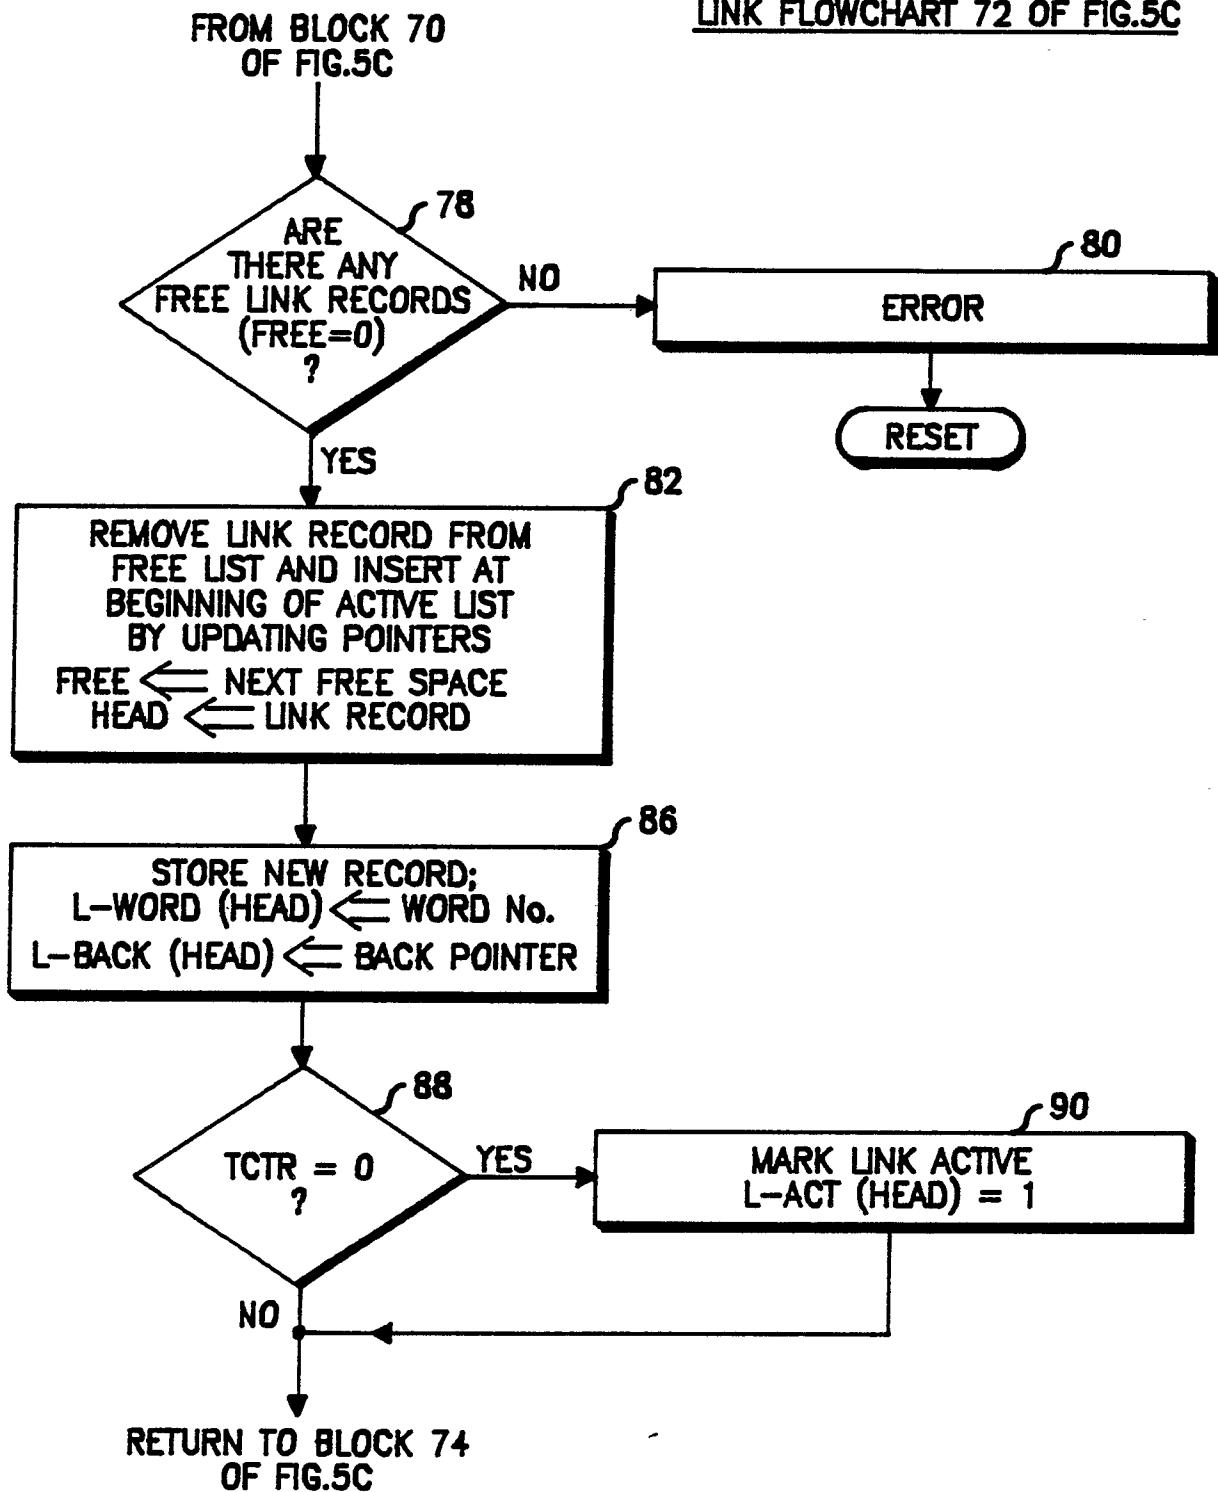 LINK FLOWCHART 72 OF FIG.5C
FROM BLOCK 70
OF FIG.5C
78
ARE
THERE ANY
FREE LINK RECORDS
(FREE=0)
?
NO
80
ERROR
RESET
YES
82
REMOVE LINK RECORD FROM
FREE LIST AND INSERT AT
BEGINNING OF ACTIVE LIST
BY UPDATING POINTERS
FREE ⇐ NEXT FREE SPACE
HEAD ⇐ LINK RECORD
86
STORE NEW RECORD;
L-WORD (HEAD) ⇐ WORD No.
L-BACK (HEAD) ⇐ BACK POINTER
88
TCTR = 0
?
YES
90
MARK LINK ACTIVE
L-ACT (HEAD) = 1
NO
RETURN TO BLOCK 74
OF FIG.5C